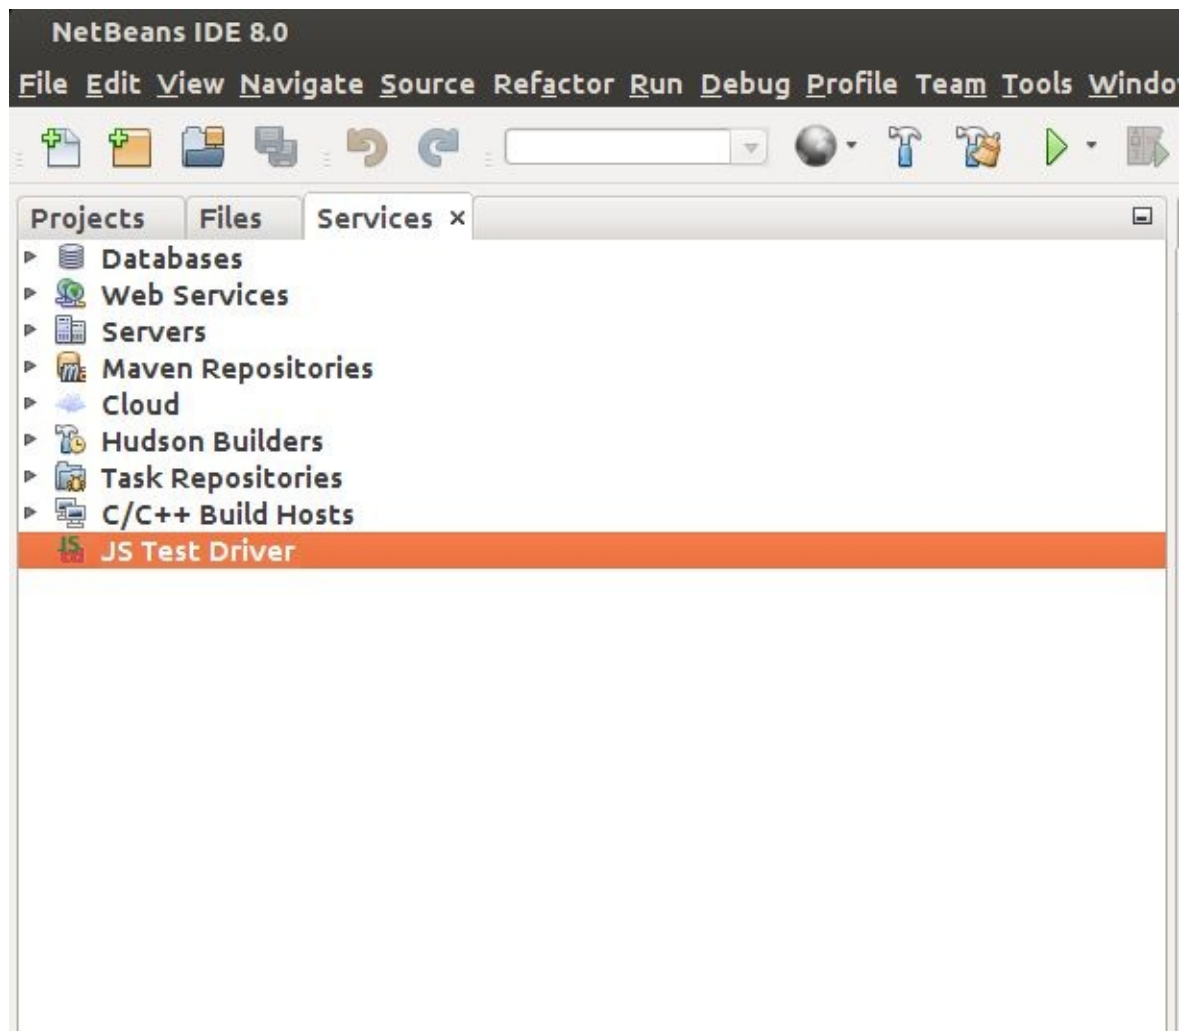 NetBeans IDE 8.0
File Edit View Navigate Source Refactor Run Debug Profile Team Tools Windo
Projects Files Services ×
Databases
Web Services
Servers
Maven Repositories
Cloud
Hudson Builders
Task Repositories
C/C++ Build Hosts
JS Test Driver